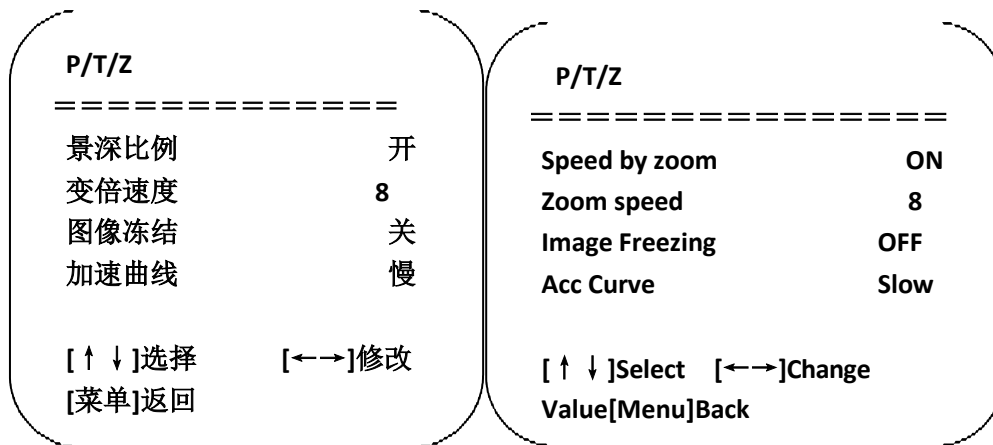 P/T/Z
=============
景深比例 开
变倍速度 8
图像冻结 关
加速曲线 慢
[↑↓]选择 [←→]修改
[菜单]返回
P/T/Z
===============
Speed by zoom ON
Zoom speed 8
Image Freezing OFF
Acc Curve Slow
[↑↓]Select [←→]Change
Value[Menu]Back